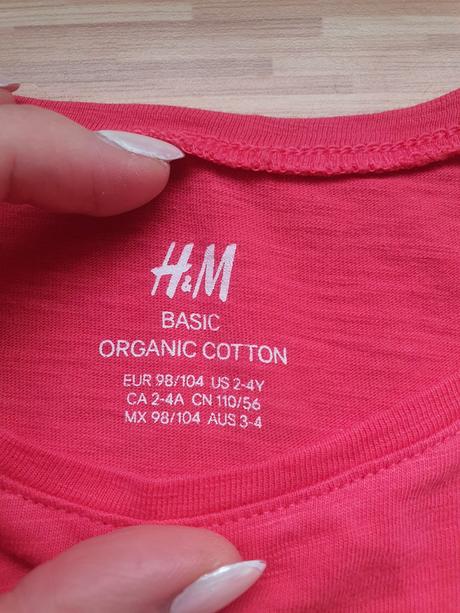 H&M
BASIC
ORGANIC COTTON
EUR 98/104 US 2-4Y
CA 2-4A CN 110/56
MX 98/104 AUS 3-4